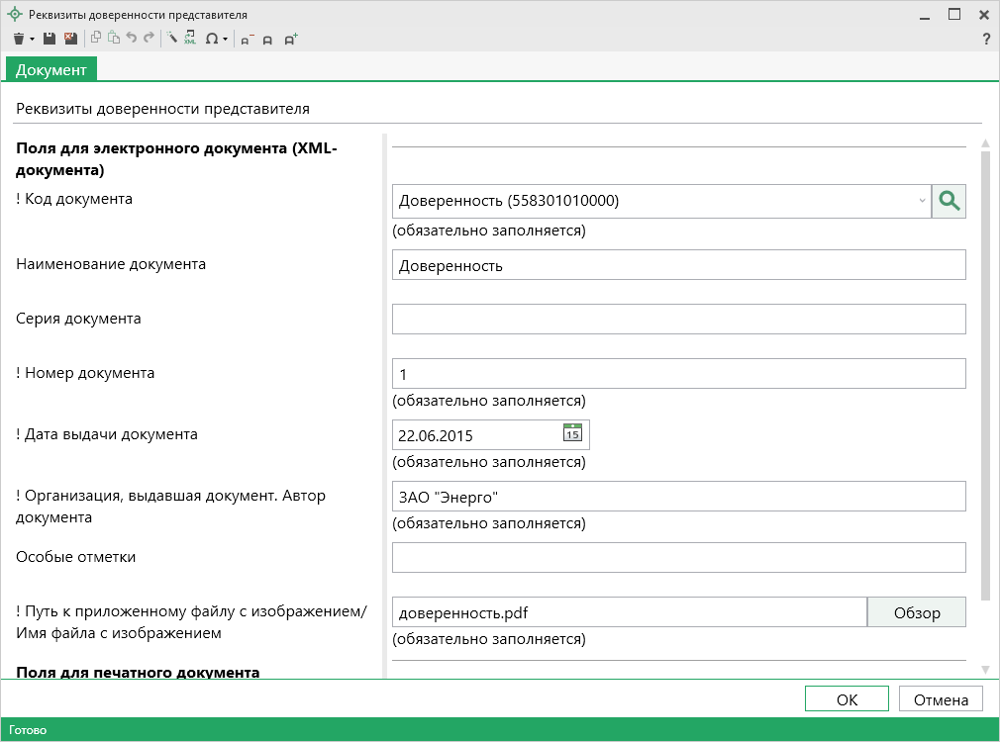 Реквизиты доверенности представителя
XML
?
Документ
Реквизиты доверенности представителя
Поля для электронного документа (XML-
документа)
! Код документа
Доверенность (558301010000)
(обязательно заполняется)
Наименование документа
Доверенность
Серия документа
! Номер документа
1
(обязательно заполняется)
! Дата выдачи документа
22.06.2015
15
(обязательно заполняется)
! Организация, выдавшая документ. Автор
документа
ЗАО "Энерго"
(обязательно заполняется)
Особые отметки
! Путь к приложенному файлу с изображением/
Имя файла с изображением
доверенность.pdf
Обзор
(обязательно заполняется)
Поля для печатного документа
ОК
Отмена
Готово